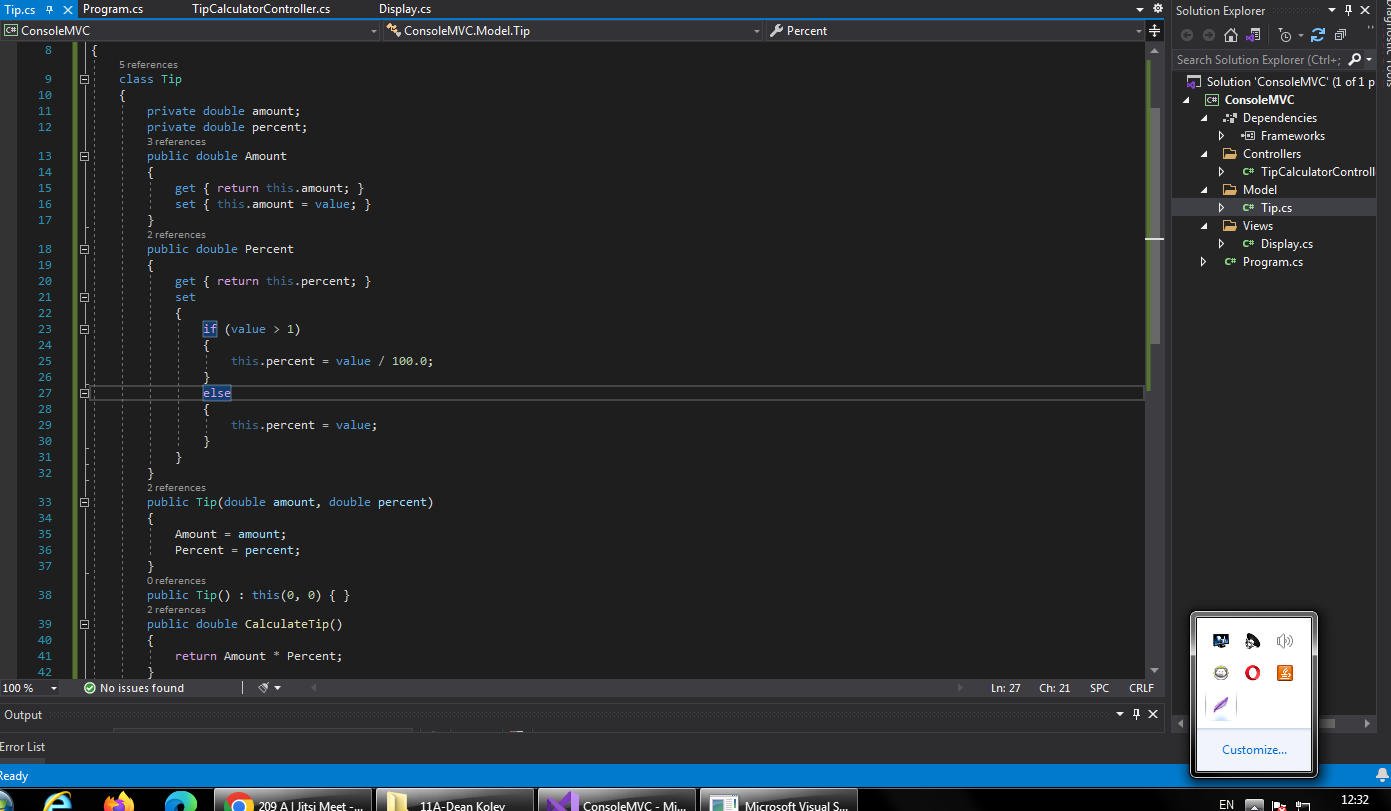 Tip.cs
Program.cs
TipCalculatorController.cs
Display.cs
ConsoleMVC
ConsoleMVC.Model.Tip
Percent
8 {
5 references
9 class Tip
10 {
11 private double amount;
12 private double percent;
3 references
13 public double Amount
14 {
15 get { return this.amount; }
16 set { this.amount = value; }
17 }
2 references
18 public double Percent
19 {
20 get { return this.percent; }
21 set
22 {
23 if (value > 1)
24 {
25 this.percent = value / 100.0;
26 }
27 else
28 {
29 this.percent = value;
30 }
31 }
32 }
2 references
33 public Tip(double amount, double percent)
34 {
35 Amount = amount;
36 Percent = percent;
37 }
0 references
38 public Tip() : this(0, 0) { }
2 references
39 public double CalculateTip()
40 {
41 return Amount * Percent;
42 }
100 %
No issues found
Ln: 27 Ch: 21 SPC CRLF
Output
Error List
Ready
Solution Explorer
Search Solution Explorer (Ctrl+;
Solution 'ConsoleMVC' (1 of 1 p
C# ConsoleMVC
Dependencies
Frameworks
Controllers
C# TipCalculatorControll
Model
C# Tip.cs
Views
C# Display.cs
C# Program.cs
Diagnostic Tools
Customize...
209 A | Jitsi Meet -...
11A-Dean Kolev
ConsoleMVC - Mi...
Microsoft Visual S...
EN
12:32